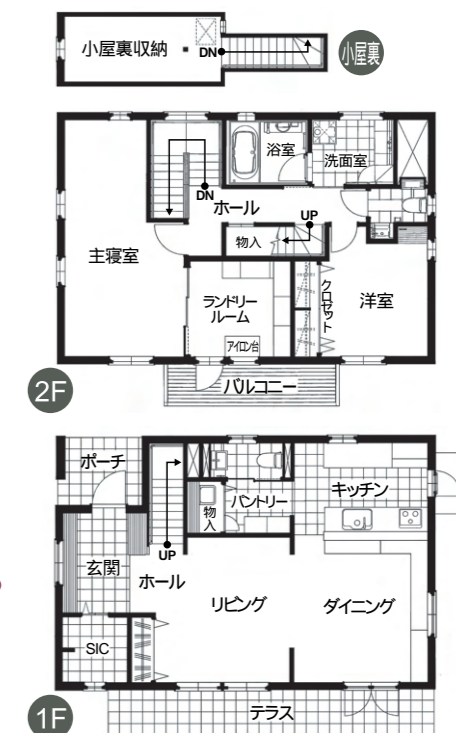 小屋裏収納
DN
小屋裏
浴室
洗面室
DN
ホール
UP
物入
主寝室
ランドリー
ルーム
アイロン台
クロゼット
洋室
バルコニー
2F
ポーチ
パントリー
キッチン
物入
UP
玄関
ホール
リビング
ダイニング
SIC
1F
テラス